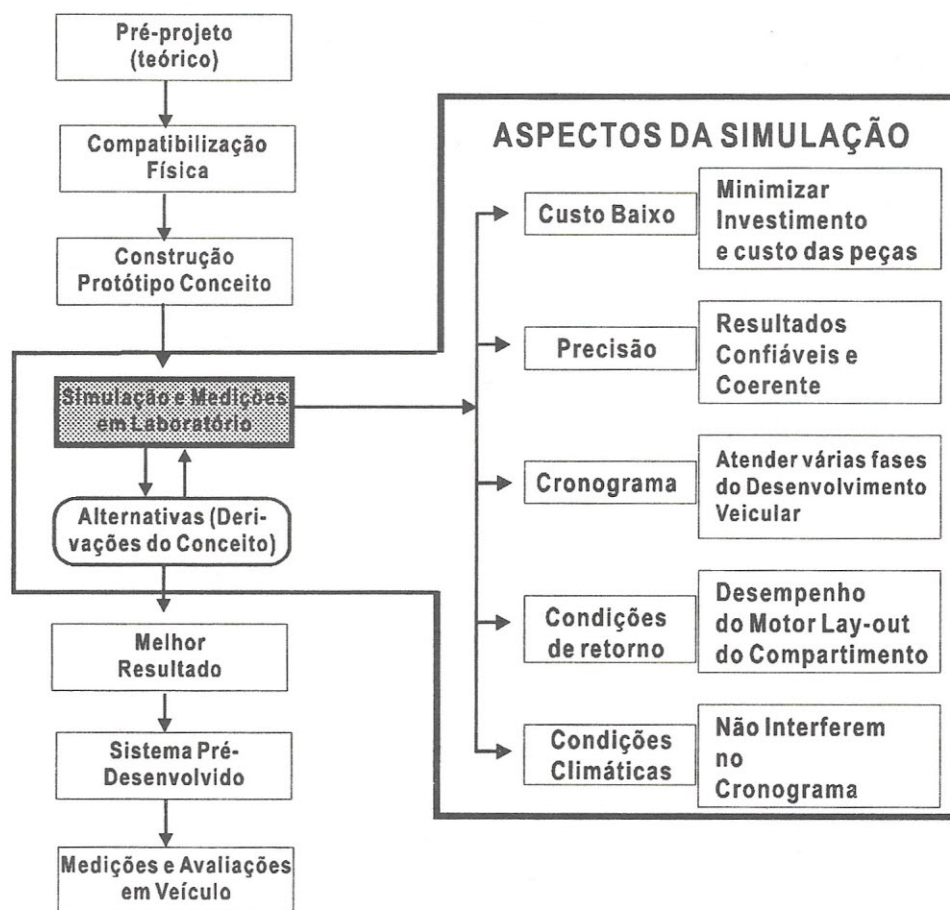 Pré-projeto
(teórico)
Compatibilização
Física
Construção
Protótipo Conceito
Simulação e Medições
em Laboratório
Alternativas (Deri-
vações do Conceito)
Melhor
Resultado
Sistema Pré-
Desenvolvido
Medições e Avaliações
em Veículo
ASPECTOS DA SIMULAÇÃO
Custo Baixo
Minimizar
Investimento
e custo das peças
Precisão
Resultados
Confiáveis e
Coerente
Cronograma
Atender várias fases
do Desenvolvimento
Veicular
Condições
de retorno
Desempenho
do Motor Lay-out
do Compartimento
Condições
Climáticas
Não Interferem
no
Cronograma